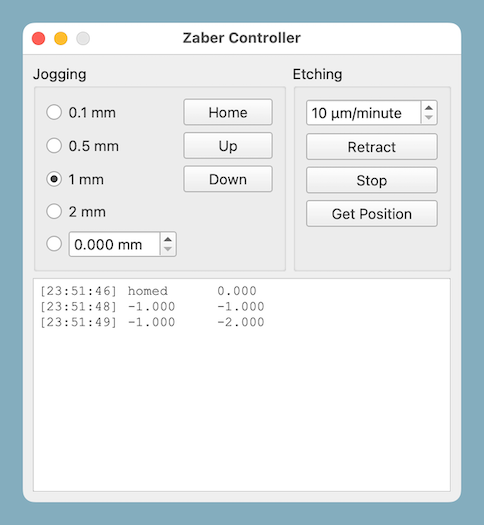 Zaber Controller
Jogging
0.1 mm
Home
0.5 mm
Up
1 mm
Down
2 mm
0.000 mm
Etching
10 µm/minute
Retract
Stop
Get Position
[23:51:46] homed 0.000
[23:51:48] -1.000 -1.000
[23:51:49] -1.000 -2.000